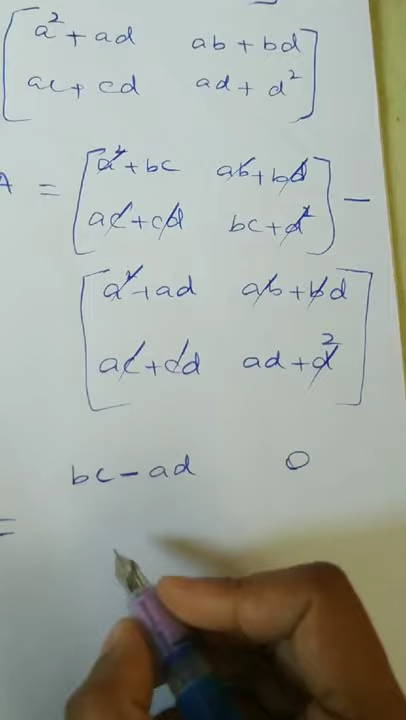 a² + ad ab + bd
ac + cd ad + d²
A = a² + bc ab + bd -
ac + cd bc + d²
a² + ad ab + bd
ac + cd ad + d²
bc - ad 0
=